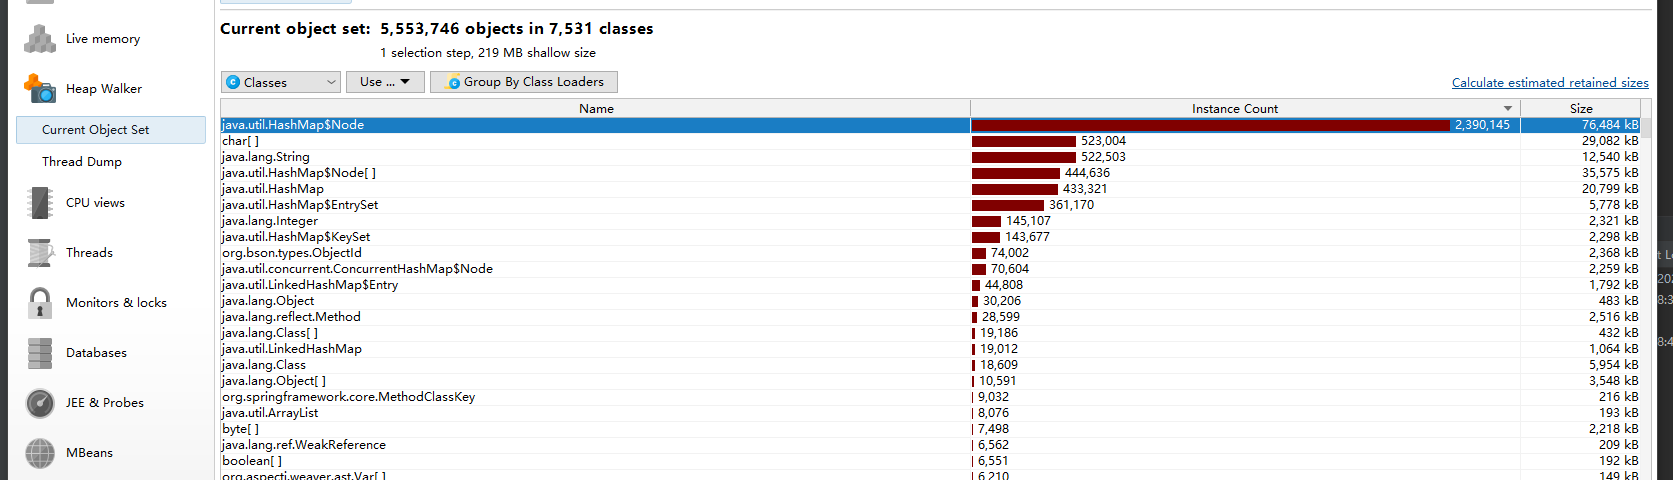 Current object set: 5,553,746 objects in 7,531 classes
1 selection step, 219 MB shallow size
Live memory
Heap Walker
Current Object Set
Thread Dump
CPU views
Threads
Monitors & locks
Databases
JEE & Probes
MBeans
Classes Use ... Group By Class Loaders Calculate estimated retained sizes
Name Instance Count Size
java.util.HashMap$Node 2,390,145 76,484 kB
char[ ] 523,004 29,082 kB
java.lang.String 522,503 12,540 kB
java.util.HashMap$Node[ ] 444,636 35,575 kB
java.util.HashMap 433,321 20,799 kB
java.util.HashMap$EntrySet 361,170 5,778 kB
java.lang.Integer 145,107 2,321 kB
java.util.HashMap$KeySet 143,677 2,298 kB
org.bson.types.ObjectId 74,002 2,368 kB
java.util.concurrent.ConcurrentHashMap$Node 70,604 2,259 kB
java.util.LinkedHashMap$Entry 44,808 1,792 kB
java.lang.Object 30,206 483 kB
java.lang.reflect.Method 28,599 2,516 kB
java.lang.Class[ ] 19,186 432 kB
java.util.LinkedHashMap 19,012 1,064 kB
java.lang.Class 18,609 5,954 kB
java.lang.Object[ ] 10,591 3,548 kB
org.springframework.core.MethodClassKey 9,032 216 kB
java.util.ArrayList 8,076 193 kB
byte[ ] 7,498 2,218 kB
java.lang.ref.WeakReference 6,562 209 kB
boolean[ ] 6,551 192 kB
org.aspectj.weaver.ast.Var[ ] 6,210 149 kB